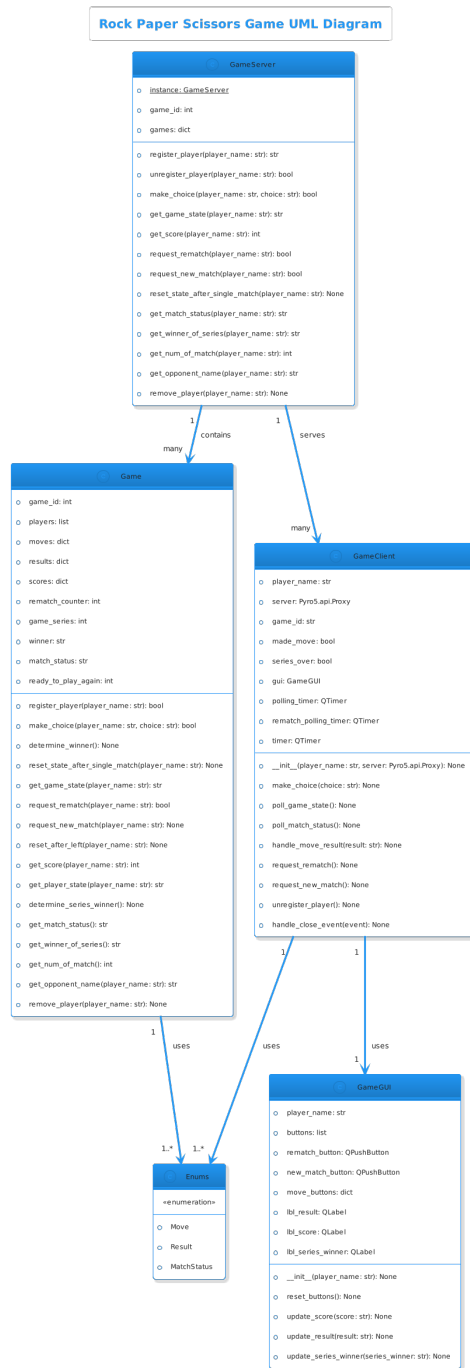 Rock Paper Scissors Game UML Diagram
GameServer
instance: GameServer
game_id: int
games: dict
register_player(player_name: str): str
unregister_player(player_name: str): bool
make_choice(player_name: str, choice: str): bool
get_game_state(player_name: str): str
get_score(player_name: str): int
request_rematch(player_name: str): bool
request_new_match(player_name: str): bool
reset_state_after_single_match(player_name: str): None
get_match_status(player_name: str): str
get_winner_of_series(player_name: str): str
get_num_of_match(player_name: str): int
get_opponent_name(player_name: str): str
remove_player(player_name: str): None
1
contains
many
1
serves
many
Game
game_id: int
players: list
moves: dict
results: dict
scores: dict
rematch_counter: int
game_series: int
winner: str
match_status: str
ready_to_play_again: int
register_player(player_name: str): bool
make_choice(player_name: str, choice: str): bool
determine_winner(): None
reset_state_after_single_match(player_name: str): None
get_game_state(player_name: str): str
request_rematch(player_name: str): bool
request_new_match(player_name: str): None
reset_after_left(player_name: str): None
get_score(player_name: str): int
get_player_state(player_name: str): str
determine_series_winner(): None
get_match_status(): str
get_winner_of_series(): str
get_num_of_match(): int
get_opponent_name(player_name: str): str
remove_player(player_name: str): None
GameClient
player_name: str
server: Pyro5.api.Proxy
game_id: str
made_move: bool
series_over: bool
gui: GameGUI
polling_timer: QTimer
rematch_polling_timer: QTimer
timer: QTimer
__init__(player_name: str, server: Pyro5.api.Proxy): None
make_choice(choice: str): None
poll_game_state(): None
poll_match_status(): None
handle_move_result(result: str): None
request_rematch(): None
request_new_match(): None
unregister_player(): None
handle_close_event(event): None
1
uses
1..*
1
uses
1..*
1
uses
1
Enums
«enumeration»
Move
Result
MatchStatus
GameGUI
player_name: str
buttons: list
rematch_button: QPushButton
new_match_button: QPushButton
move_buttons: dict
lbl_result: QLabel
lbl_score: QLabel
lbl_series_winner: QLabel
__init__(player_name: str): None
reset_buttons(): None
update_score(score: str): None
update_result(result: str): None
update_series_winner(series_winner: str): None